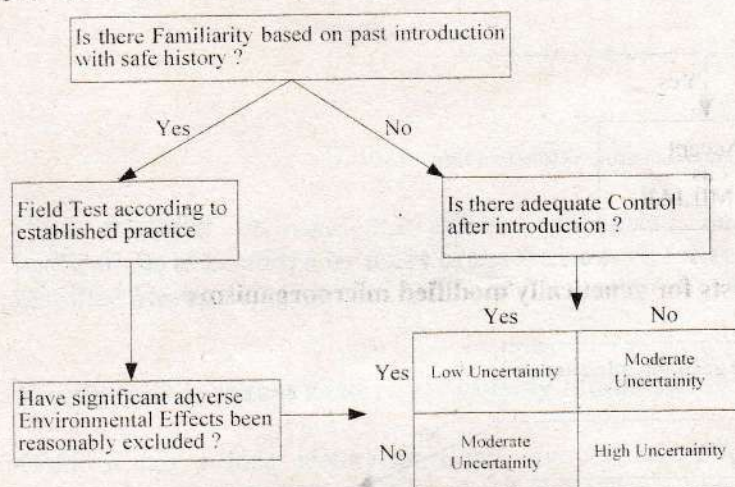 Is there Familiarity based on past introduction
with safe history ?
Yes
No
Field Test according to
established practice
Is there adequate Control
after introduction ?
Yes
No
Have significant adverse
Environmental Effects been
reasonably excluded ?
Yes
Low Uncertainity
Moderate
Uncertainity
No
Moderate
Uncertainity
High Uncertainity